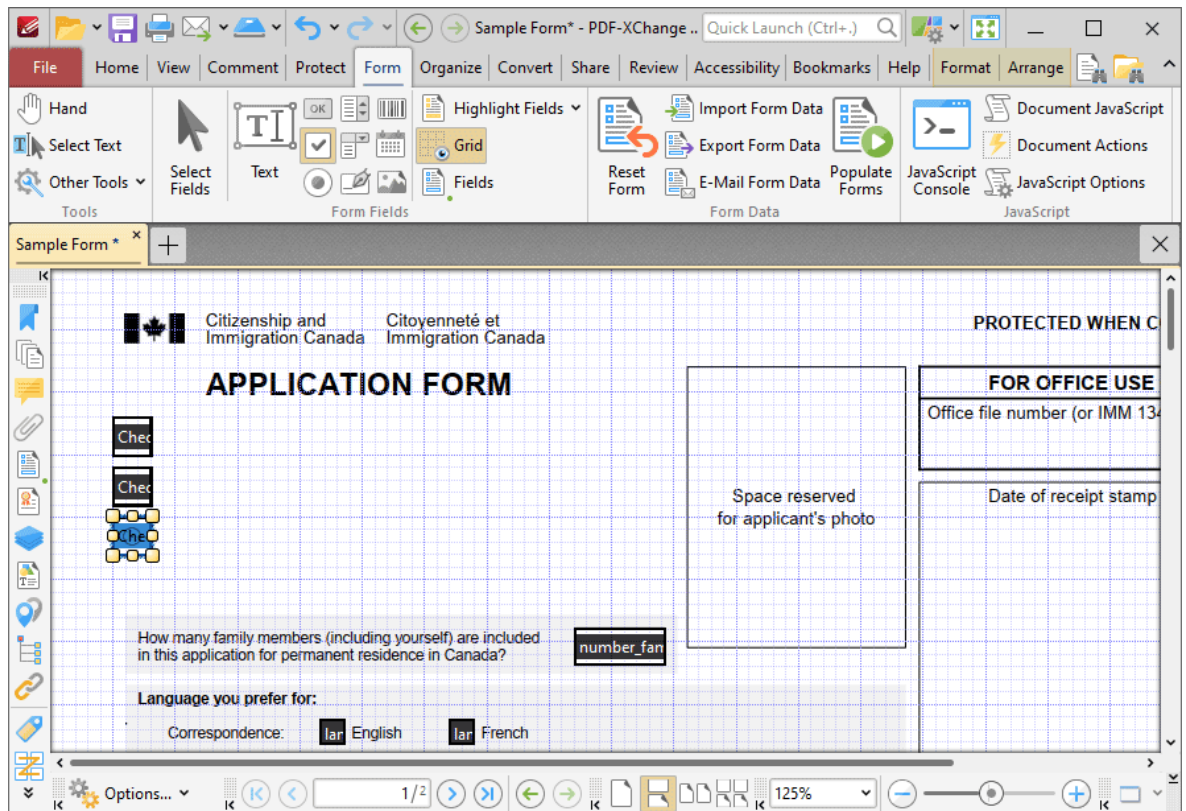 Sample Form* - PDF-XChange ..
Quick Launch (Ctrl+.)
File
Home
View
Comment
Protect
Form
Organize
Convert
Share
Review
Accessibility
Bookmarks
Help
Format
Arrange
Hand
Select Text
Other Tools
Tools
Select
Fields
Text
OK
Highlight Fields
Grid
Fields
Form Fields
Reset
Form
Import Form Data
Export Form Data
E-Mail Form Data
Populate
Forms
Form Data
JavaScript
Console
Document JavaScript
Document Actions
JavaScript Options
JavaScript
Sample Form *
Citizenship and
Immigration Canada
Citoyenneté et
Immigration Canada
PROTECTED WHEN C
APPLICATION FORM
FOR OFFICE USE
Office file number (or IMM 134
Chec
Chec
Che
Space reserved
for applicant's photo
Date of receipt stamp
How many family members (including yourself) are included
in this application for permanent residence in Canada?
number_fam
Language you prefer for:
Correspondence:
lar
English
lar
French
Options...
1/2
125%